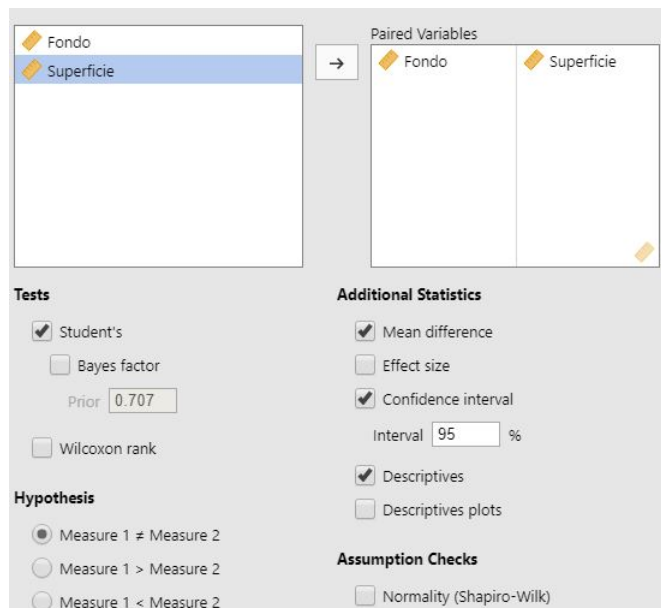 Fondo
Superficie
→
Paired Variables
Fondo
Superficie
Tests
Student's
Bayes factor
Prior 0.707
Wilcoxon rank
Hypothesis
Measure 1 ≠ Measure 2
Measure 1 > Measure 2
Measure 1 < Measure 2
Additional Statistics
Mean difference
Effect size
Confidence interval
Interval 95 %
Descriptives
Descriptives plots
Assumption Checks
Normality (Shapiro-Wilk)